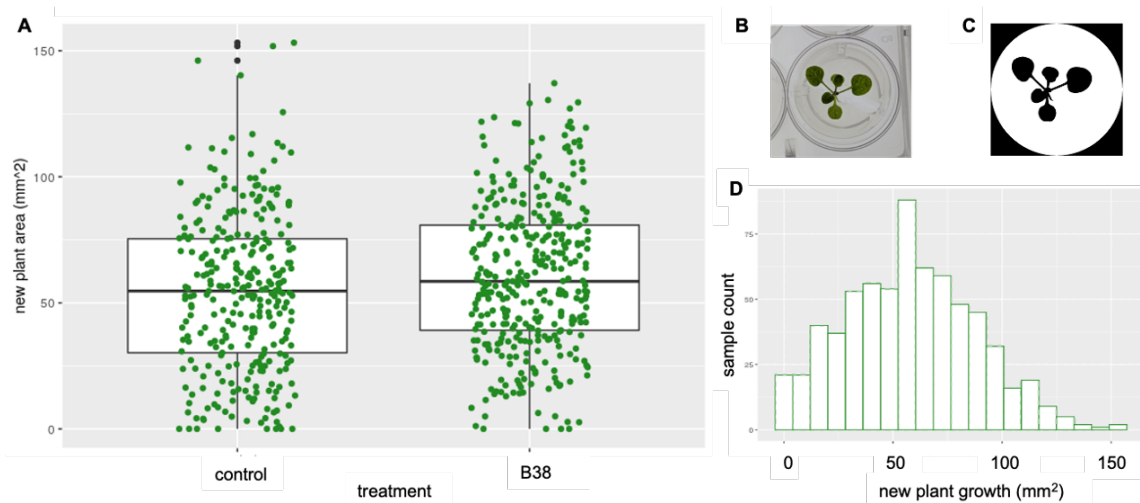 A
new plant area (mm^2)
150
100
50
0
control
B38
treatment
B
C
D
sample count
75
50
25
0
0
50
100
150
new plant growth (mm²)